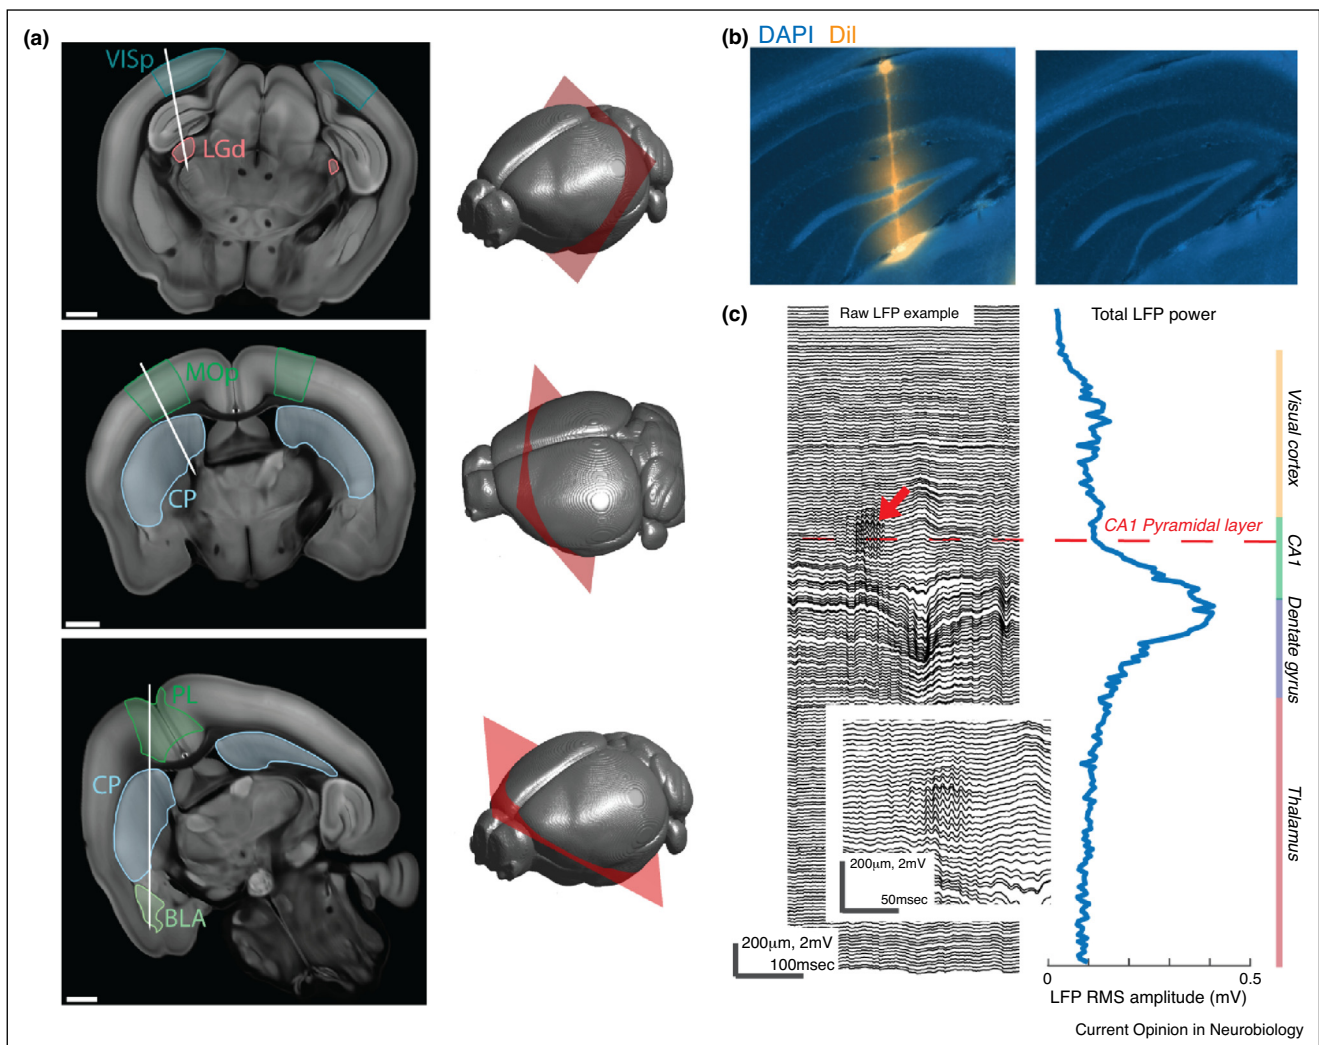 (a)
VISp
LGd
MOp
CP
PL
CP
BLA
(b) DAPI DiI
(c)
Raw LFP example
Total LFP power
CA1 Pyramidal layer
Visual cortex
CA1
Dentate gyrus
Thalamus
200μm, 2mV
50msec
200μm, 2mV
100msec
0 0.5
LFP RMS amplitude (mV)
Current Opinion in Neurobiology